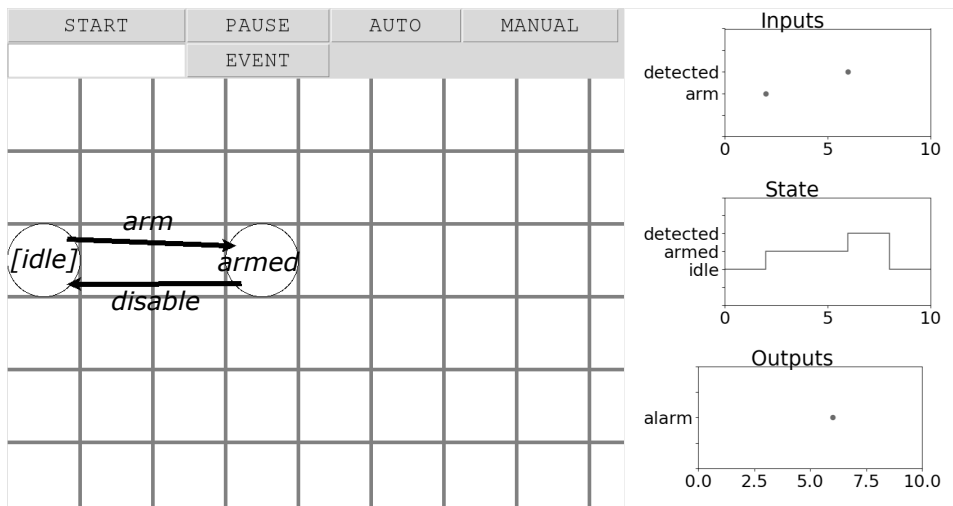 START PAUSE AUTO MANUAL
EVENT
arm
[idle] armed
disable
Inputs
detected
arm
0 5 10
State
detected
armed
idle
0 5 10
Outputs
alarm
0.0 2.5 5.0 7.5 10.0